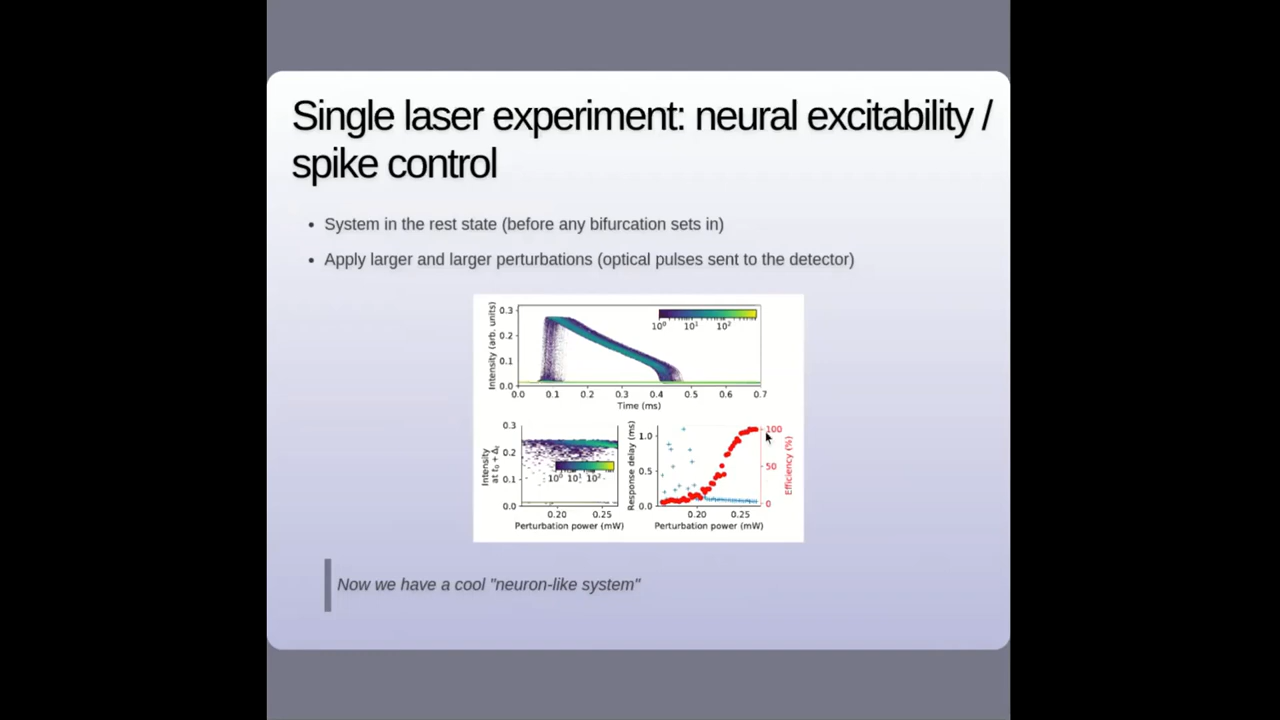 Single laser experiment: neural excitability /
spike control
• System in the rest state (before any bifurcation sets in)
• Apply larger and larger perturbations (optical pulses sent to the detector)
Intensity (arb. units)
0.3
0.2
0.1
0.0
10⁰ 10¹ 10²
0.0 0.1 0.2 0.3 0.4 0.5 0.6 0.7
Time (ms)
Intensity
at t₀ + Δₜ
0.3
0.2
0.1
0.0
10⁰ 10¹ 10²
0.20 0.25
Perturbation power (mW)
Response delay (ms)
1.0
0.5
0.0
0.20 0.25
Perturbation power (mW)
100
50
0
Efficiency (%)
Now we have a cool "neuron-like system"